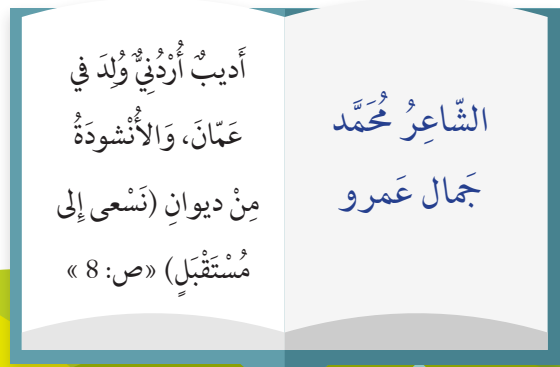 الشّاعِرُ مُحَمَّد
جَمال عَمرو
أَديبٌ أُرْدُنِيٌّ وُلِدَ في
عَمّانَ، وَالأُنْشودَةُ
مِنْ ديوانِ (نَسْعى إِلى
مُسْتَقْبَلٍ) «ص: 8 »